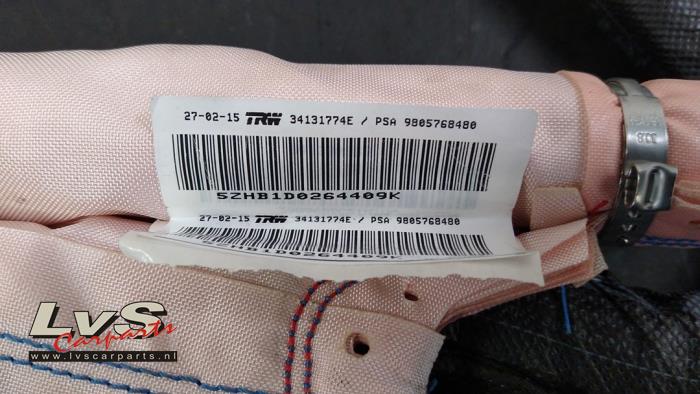 27-02-15 TRW 34131774E / PSA 9805768480
5ZHB1D0264409K
27-02-15 TRW 34131774E / PSA 9805768480
HB1D0264409K
LvS
Carparts
www.lvscarparts.nl